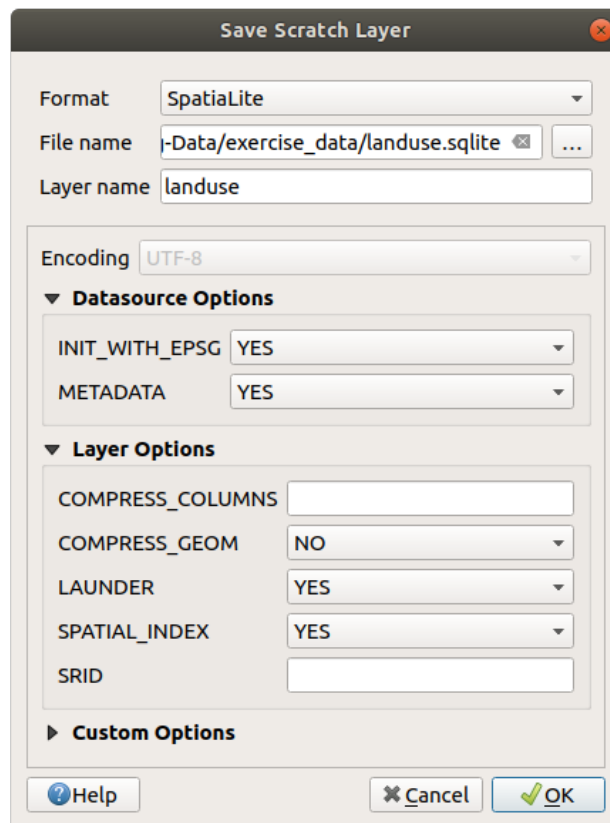 Save Scratch Layer
Format SpatiaLite
File name -Data/exercise_data/landuse.sqlite ...
Layer name landuse
Encoding UTF-8
Datasource Options
INIT_WITH_EPSG YES
METADATA YES
Layer Options
COMPRESS_COLUMNS
COMPRESS_GEOM NO
LAUNDER YES
SPATIAL_INDEX YES
SRID
Custom Options
Help Cancel OK